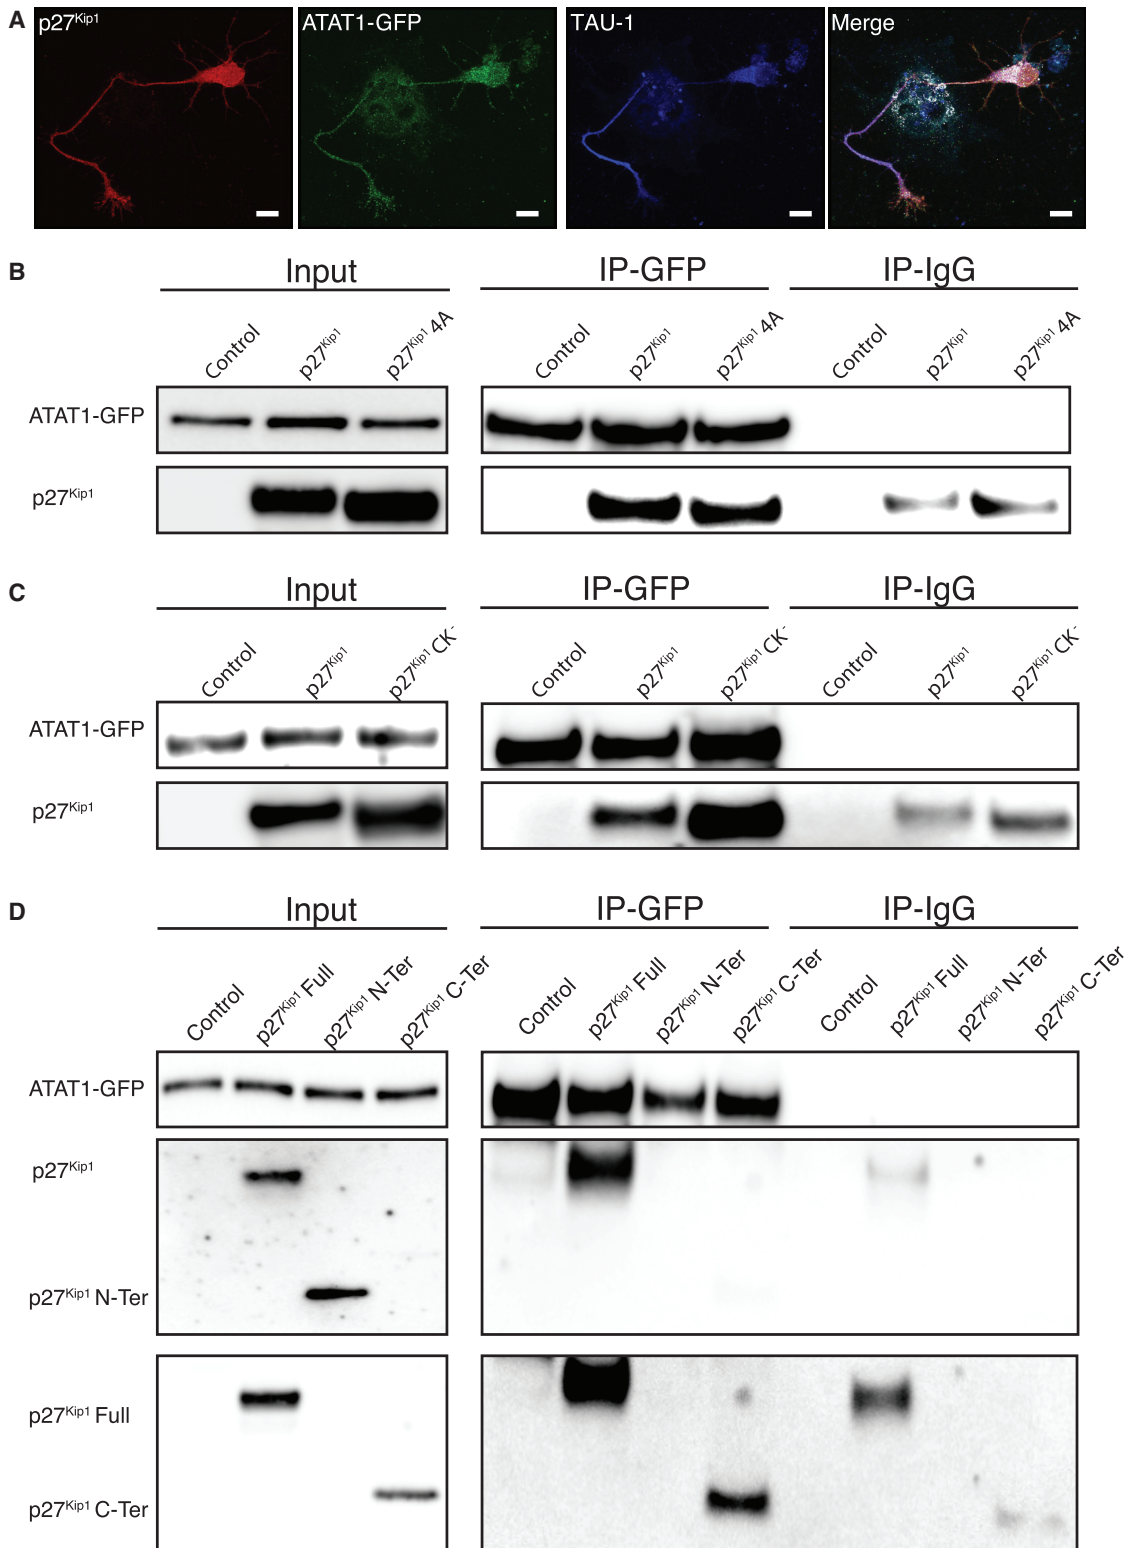 A
p27Kip1 ATAT1-GFP TAU-1 Merge
B
Input IP-GFP IP-IgG
Control p27Kip1 p27Kip1 4A Control p27Kip1 p27Kip1 4A Control p27Kip1 p27Kip1 4A
ATAT1-GFP
p27Kip1
C
Input IP-GFP IP-IgG
Control p27Kip1 p27Kip1 CK- Control p27Kip1 p27Kip1 CK- Control p27Kip1 p27Kip1 CK-
ATAT1-GFP
p27Kip1
D
Input IP-GFP IP-IgG
Control p27Kip1 Full p27Kip1 N-Ter p27Kip1 C-Ter Control p27Kip1 Full p27Kip1 N-Ter p27Kip1 C-Ter Control p27Kip1 Full p27Kip1 N-Ter p27Kip1 C-Ter
ATAT1-GFP
p27Kip1
p27Kip1 N-Ter
p27Kip1 Full
p27Kip1 C-Ter